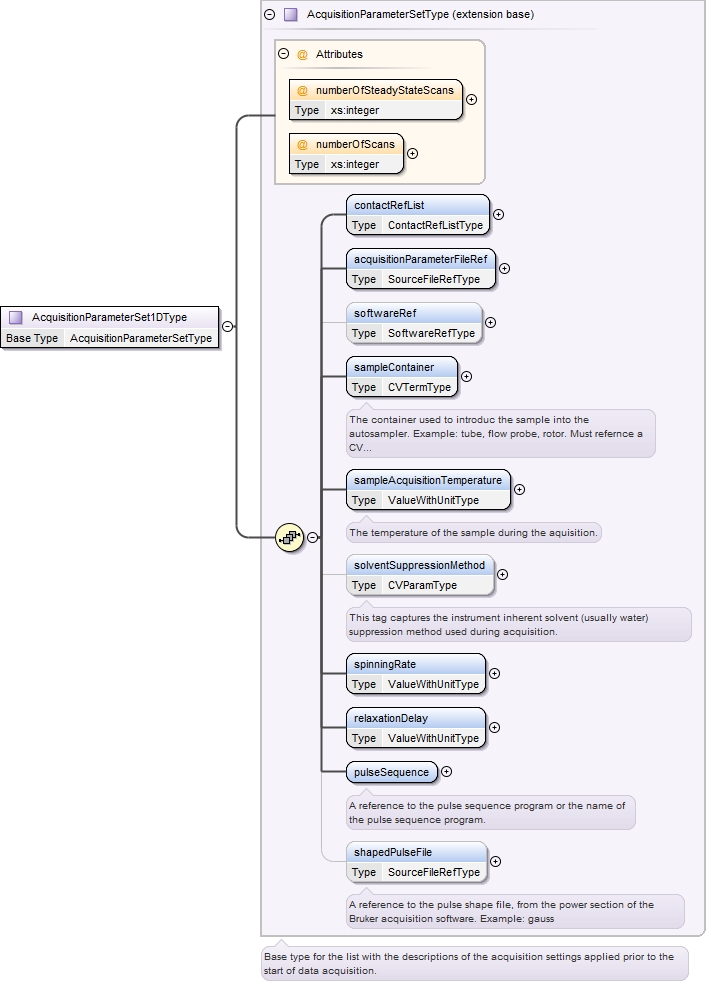 AcquisitionParameterSetType (extension base)
@ Attributes
@ numberOfSteadyStateScans
Type xs:integer
@ numberOfScans
Type xs:integer
contactRefList
Type ContactRefListType
acquisitionParameterFileRef
Type SourceFileRefType
AcquisitionParameterSet1DType
Base Type AcquisitionParameterSetType
softwareRef
Type SoftwareRefType
sampleContainer
Type CVTermType
The container used to introduc the sample into the
autosampler. Example: tube, flow probe, rotor. Must refernce a
CV...
sampleAcquisitionTemperature
Type ValueWithUnitType
The temperature of the sample during the aquisition.
solventSuppressionMethod
Type CVParamType
This tag captures the instrument inherent solvent (usually water)
suppression method used during acquisition.
spinningRate
Type ValueWithUnitType
relaxationDelay
Type ValueWithUnitType
pulseSequence
A reference to the pulse sequence program or the name of
the pulse sequence program.
shapedPulseFile
Type SourceFileRefType
A reference to the pulse shape file, from the power section of the
Bruker acquisition software. Example: gauss
Base type for the list with the descriptions of the acquisition settings applied prior to the
start of data acquisition.